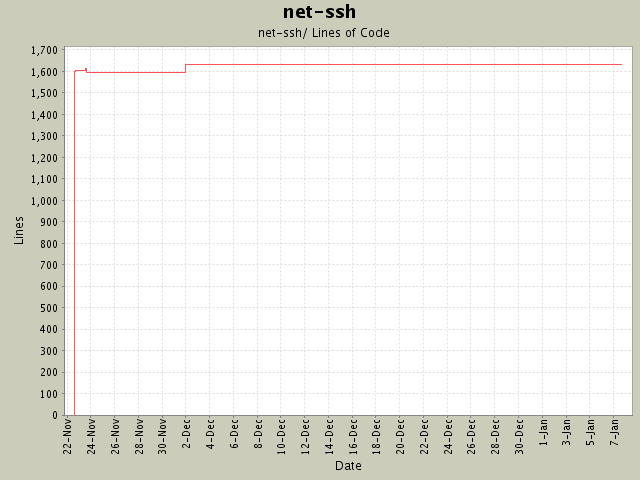 net-ssh
net-ssh/ Lines of Code
1,700
1,600
1,500
1,400
1,300
1,200
1,100
1,000
900
800
700
600
500
400
300
200
100
0
Lines
22-Nov
24-Nov
26-Nov
28-Nov
30-Nov
2-Dec
4-Dec
6-Dec
8-Dec
10-Dec
12-Dec
14-Dec
16-Dec
18-Dec
20-Dec
22-Dec
24-Dec
26-Dec
28-Dec
30-Dec
1-Jan
3-Jan
5-Jan
7-Jan
Date